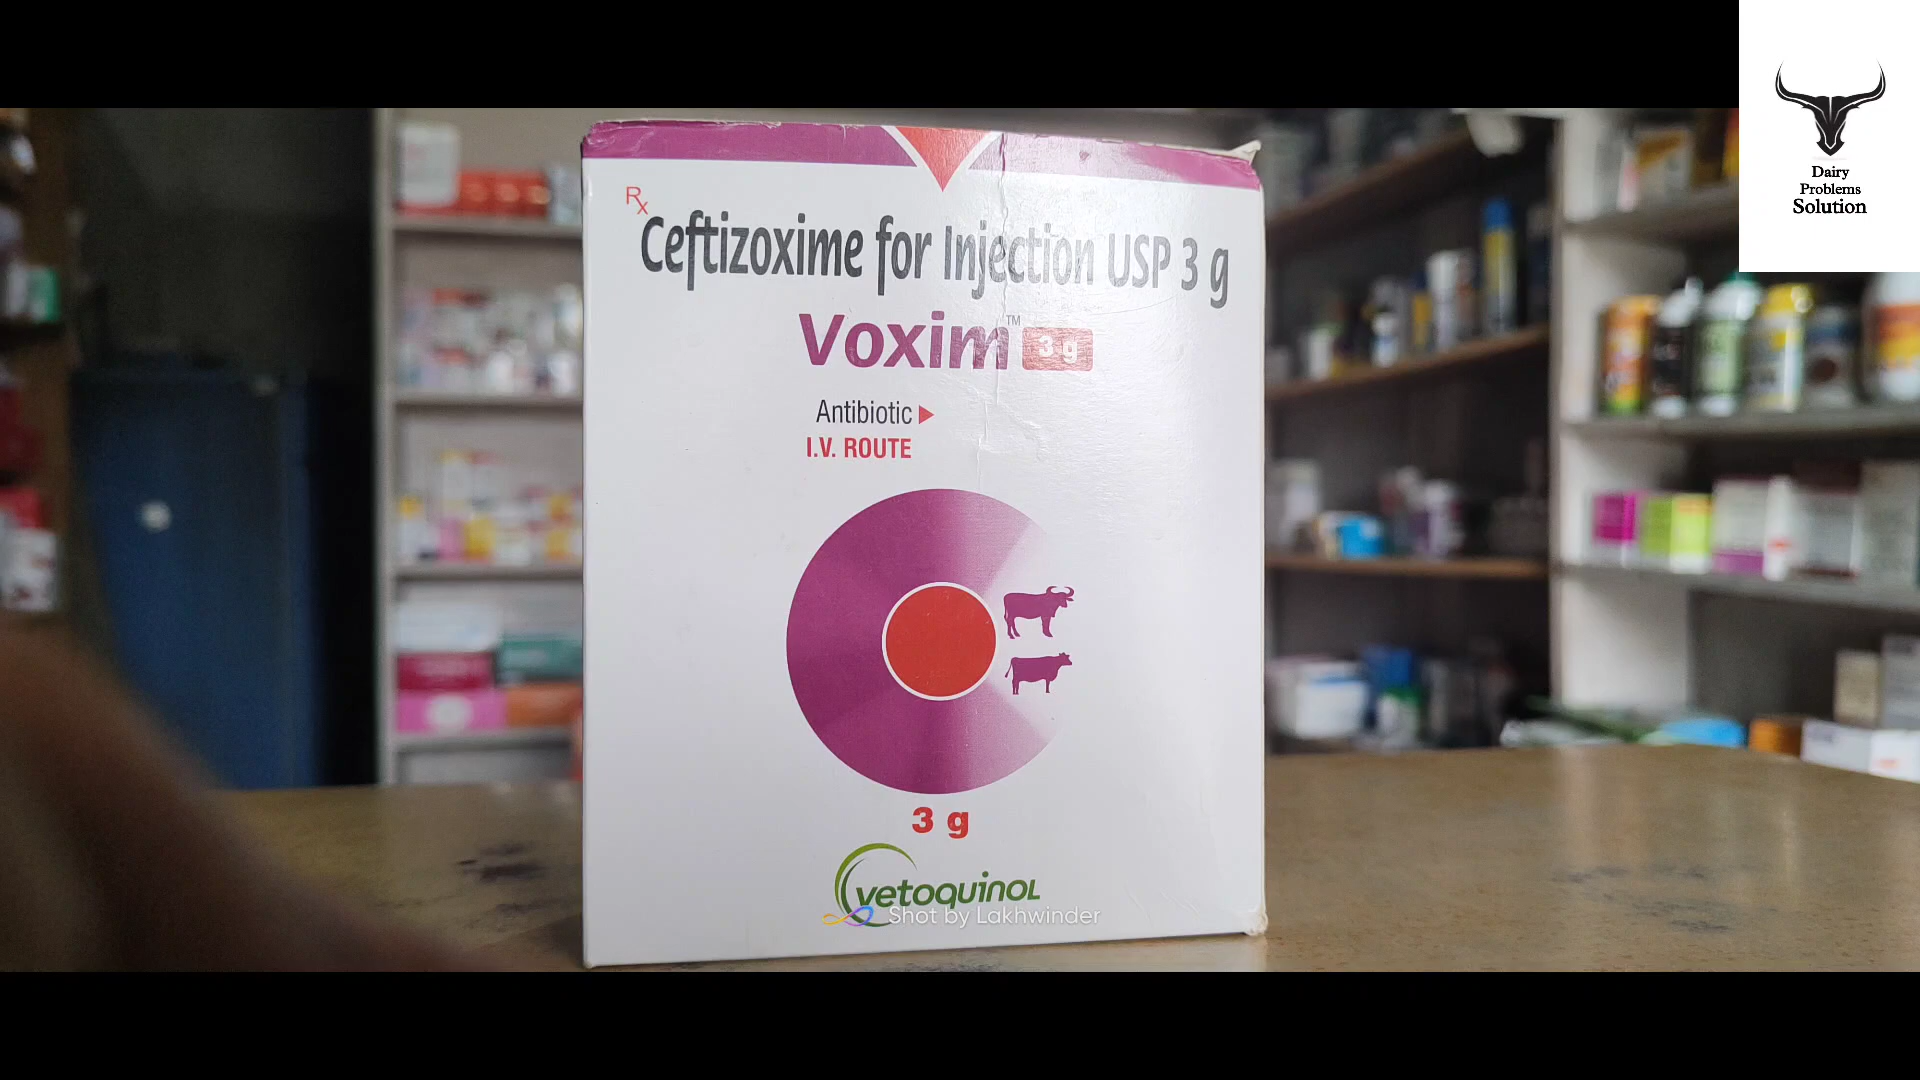 Dairy
Problems
Solution
Rx
Ceftizoxime for Injection USP 3 g
Voxim™ 3 g
Antibiotic
I.V. ROUTE
3 g
vetoquinol
Shot by Lakhwinder